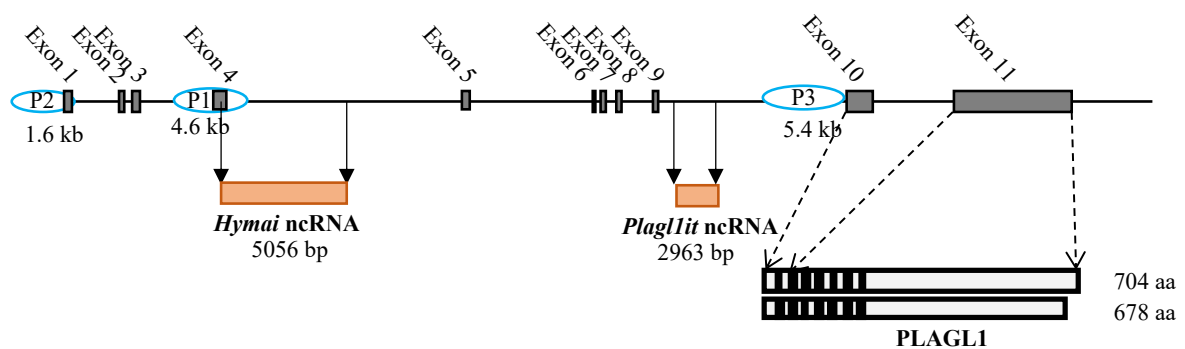 Exon 1
Exon 2
Exon 3
Exon 4
Exon 5
Exon 6
Exon 7
Exon 8
Exon 9
Exon 10
Exon 11
P2
P1
P3
1.6 kb
4.6 kb
5.4 kb
Hymai ncRNA
5056 bp
Plagl1it ncRNA
2963 bp
704 aa
678 aa
PLAGL1